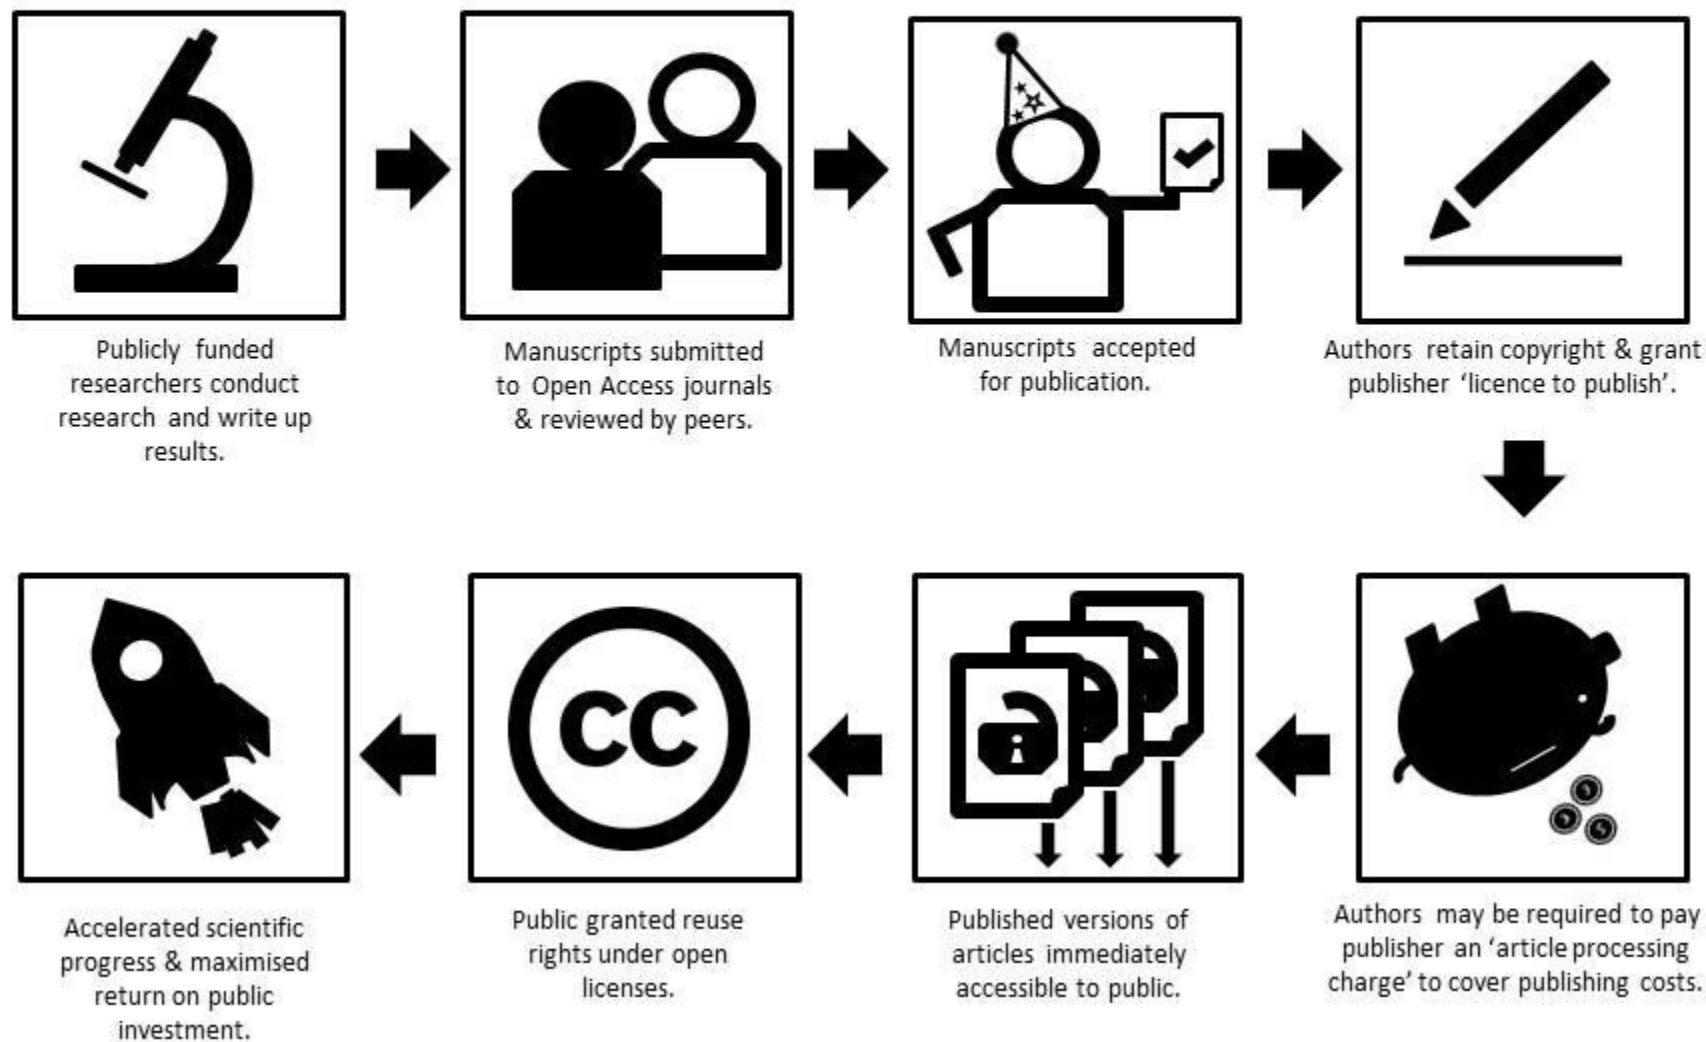 Publicly funded
researchers conduct
research and write up
results.
Manuscripts submitted
to Open Access journals
& reviewed by peers.
Manuscripts accepted
for publication.
Authors retain copyright & grant
publisher ‘licence to publish’.
Authors may be required to pay
publisher an ‘article processing
charge’ to cover publishing costs.
Published versions of
articles immediately
accessible to public.
CC
Public granted reuse
rights under open
licenses.
Accelerated scientific
progress & maximised
return on public
investment.